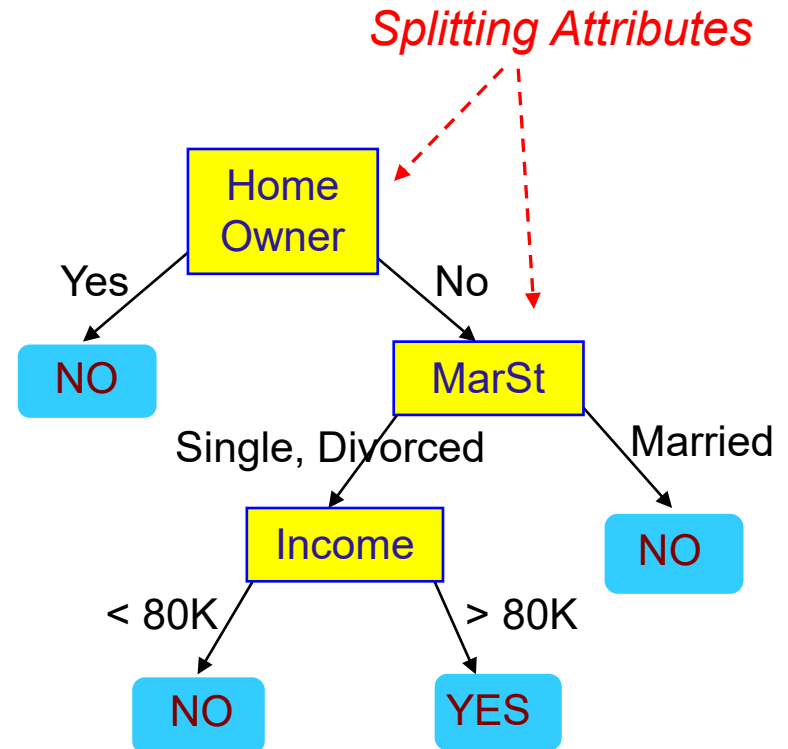 Splitting Attributes
Home
Owner
Yes
No
NO
MarSt
Single, Divorced
Married
Income
NO
< 80K
> 80K
NO
YES